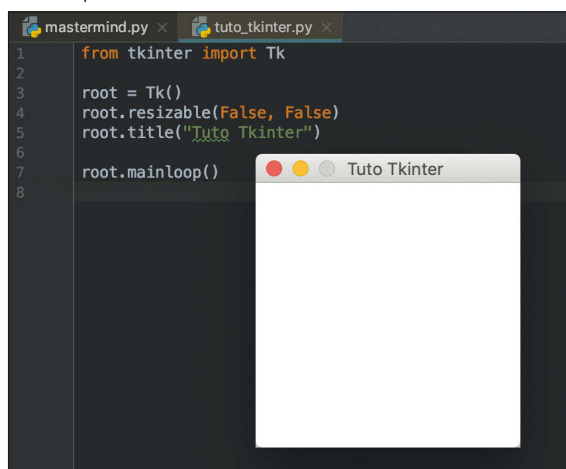 mastermind.py × tuto_tkinter.py ×
1 from tkinter import Tk
2
3 root = Tk()
4 root.resizable(False, False)
5 root.title("Tuto Tkinter")
6
7 root.mainloop()
8
Tuto Tkinter